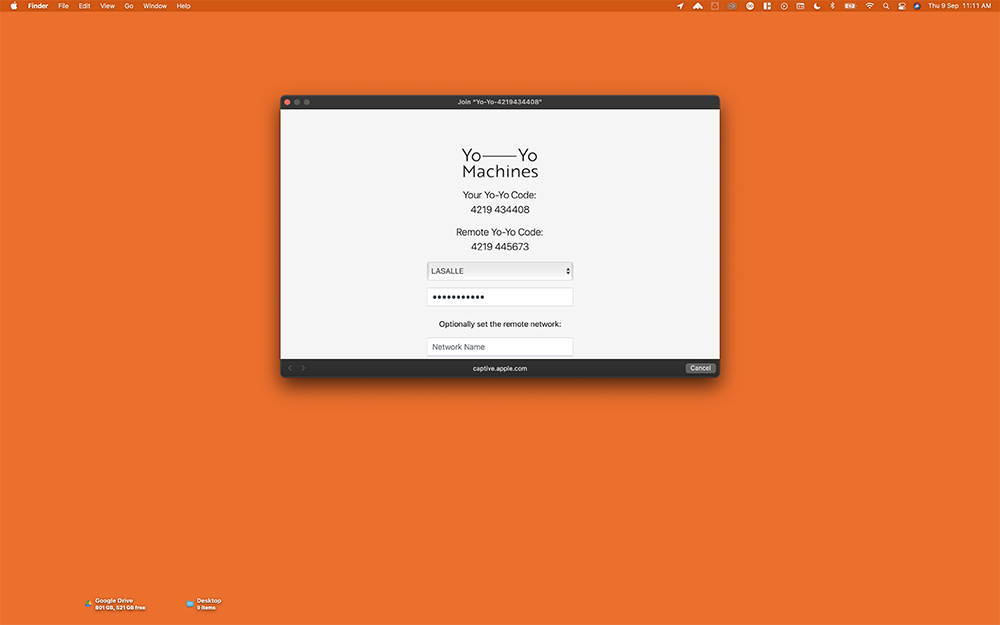 Finder File Edit View Go Window Help
Thu 9 Sep 11:11 AM
Join "Yo-Yo-4219434408"
Yo——Yo
Machines
Your Yo-Yo Code:
4219 434408
Remote Yo-Yo Code:
4219 445673
LASALLE
•••••••••••
Optionally set the remote network:
Network Name
captive.apple.com
Cancel
Google Drive
801 GB, 521 GB free
Desktop
9 items